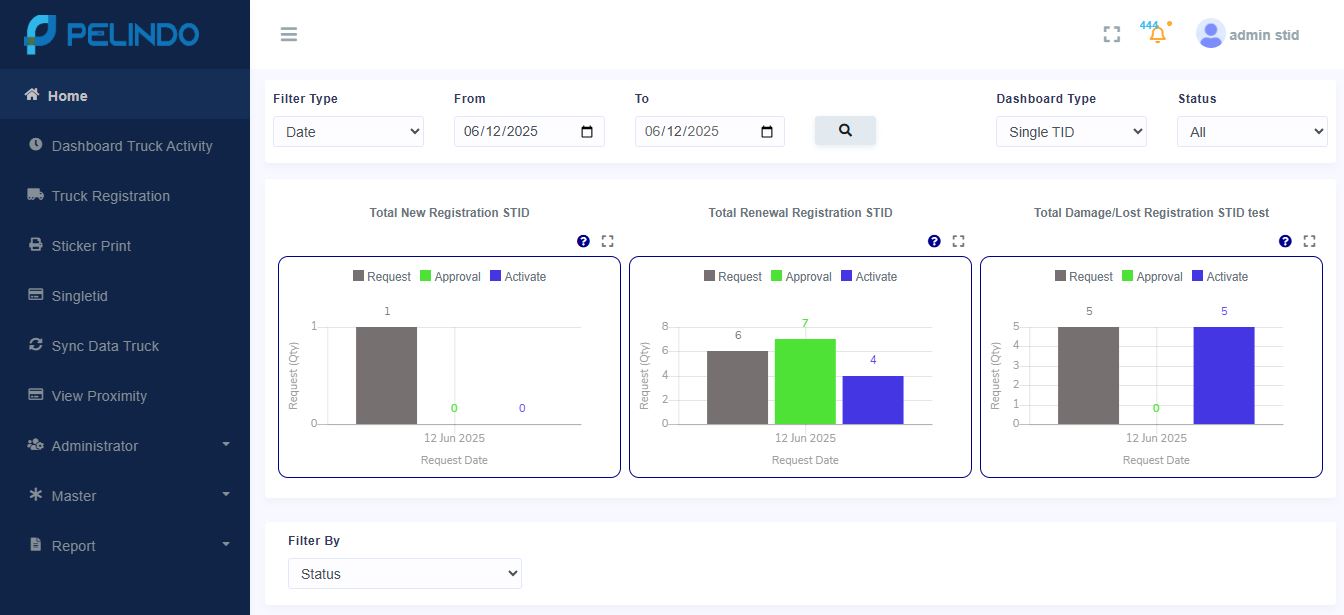 PELINDO
Home
Dashboard Truck Activity
Truck Registration
Sticker Print
Singletid
Sync Data Truck
View Proximity
Administrator
Master
Report
444
admin stid
Filter Type
From
To
Dashboard Type
Status
Date
06/12/2025
06/12/2025
Single TID
All
Total New Registration STID
?
Request Approval Activate
1
1
0
0
0
Request (Qty)
12 Jun 2025
Request Date
Total Renewal Registration STID
?
Request Approval Activate
8
6
4
2
0
6
7
4
Request (Qty)
12 Jun 2025
Request Date
Total Damage/Lost Registration STID test
?
Request Approval Activate
5
4
3
2
1
0
5
0
5
Request (Qty)
12 Jun 2025
Request Date
Filter By
Status